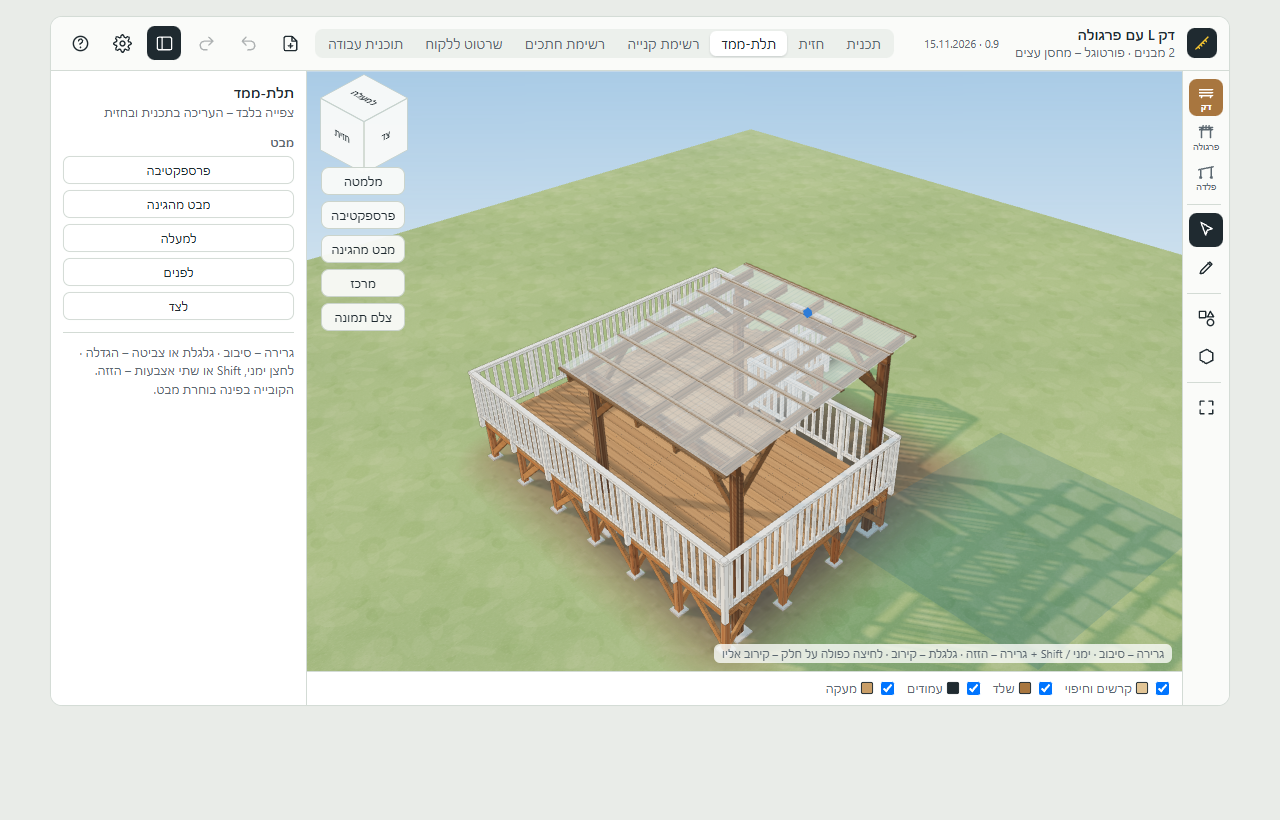 דק L עם פרגולה
2 מבנים · פורטוגל – מחסן עצים
0.9 · 15.11.2026
תכנית
חזית
תלת-ממד
רשימת קנייה
רשימת חתכים
שרטוט ללקוח
תוכנית עבודה
דק
פרגולה
פלדה
למעלה
חזית
צד
מלמטה
פרספקטיבה
מבט מהגינה
מרכז
צלם תמונה
תלת-ממד
צפייה בלבד – העריכה בתכנית ובחזית
מבט
פרספקטיבה
מבט מהגינה
למעלה
לפנים
לצד
גרירה – סיבוב · גלגלת או צביטה – הגדלה ·
לחצן ימני, Shift או שתי אצבעות – הזזה.
הקובייה בפינה בוחרת מבט.
גרירה – סיבוב · ימני / Shift + גרירה – הזזה · גלגלת – קירוב · לחיצה כפולה על חלק – קירוב אליו
קרשים וחיפוי
שלד
עמודים
מעקה